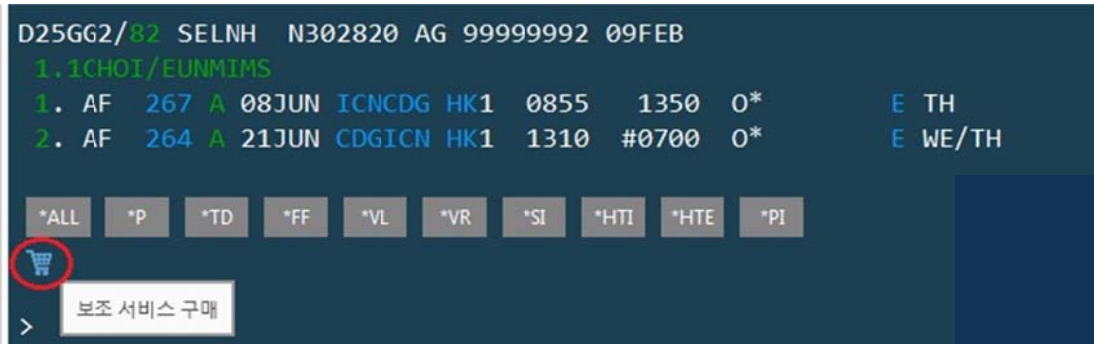 D25GG2/82 SELNH N302820 AG 99999992 09FEB
1.1CHOI/EUNMIMS
1. AF 267 A 08JUN ICNCDG HK1 0855 1350 O* E TH
2. AF 264 A 21JUN CDGICN HK1 1310 #0700 O* E WE/TH
*ALL *P *TD *FF *VL *VR *SI *HTI *HTE *PI
보조 서비스 구매
>